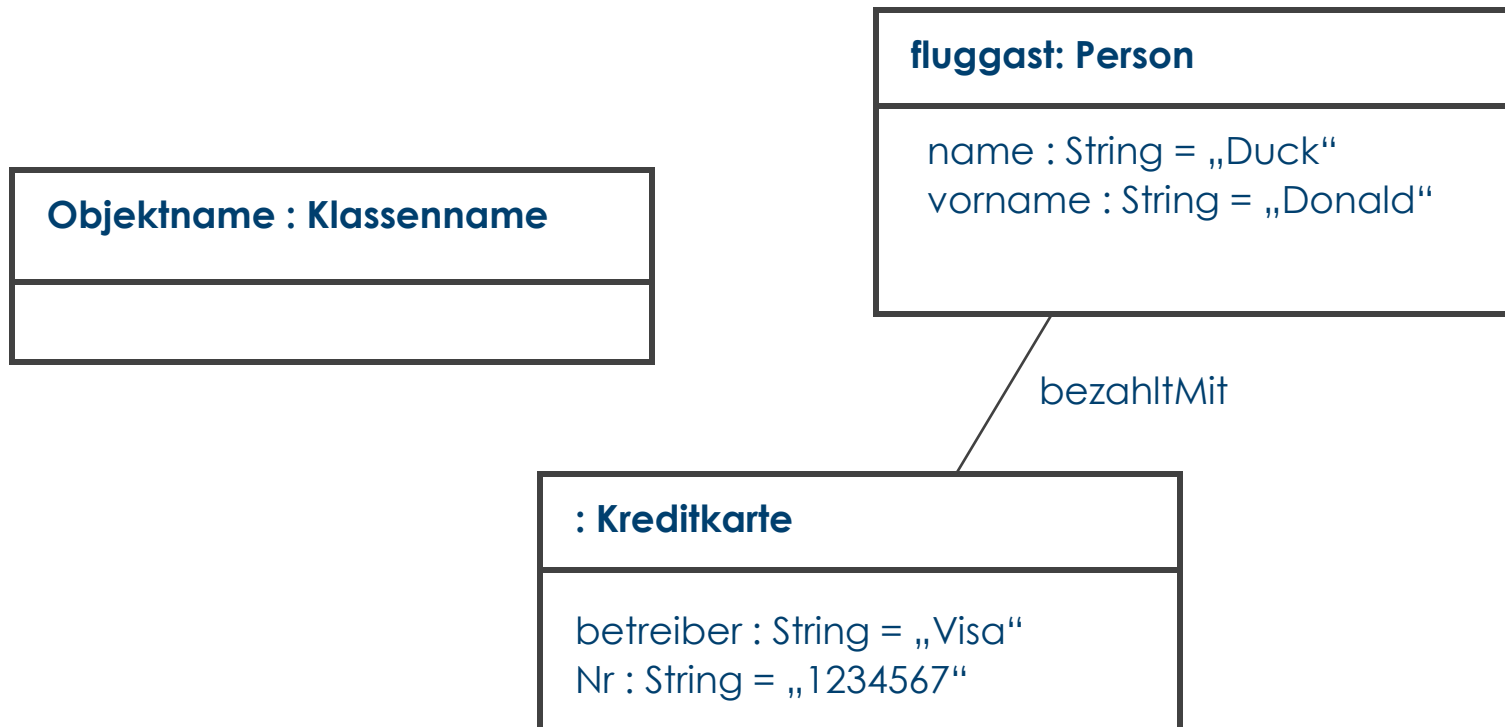 fluggast: Person
name : String = „Duck“
vorname : String = „Donald“
Objektname : Klassenname
bezahltMit
: Kreditkarte
betreiber : String = „Visa“
Nr : String = „1234567“